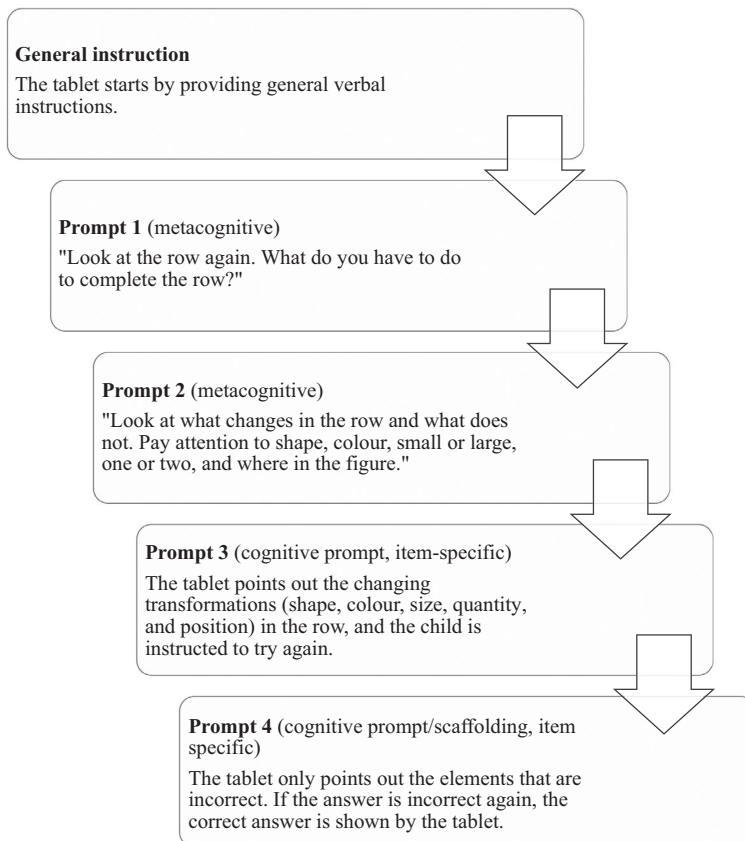 General instruction
The tablet starts by providing general verbal
instructions.
Prompt 1 (metacognitive)
"Look at the row again. What do you have to do
to complete the row?"
Prompt 2 (metacognitive)
"Look at what changes in the row and what does
not. Pay attention to shape, colour, small or large,
one or two, and where in the figure."
Prompt 3 (cognitive prompt, item-specific)
The tablet points out the changing
transformations (shape, colour, size, quantity,
and position) in the row, and the child is
instructed to try again.
Prompt 4 (cognitive prompt/scaffolding, item
specific)
The tablet only points out the elements that are
incorrect. If the answer is incorrect again, the
correct answer is shown by the tablet.